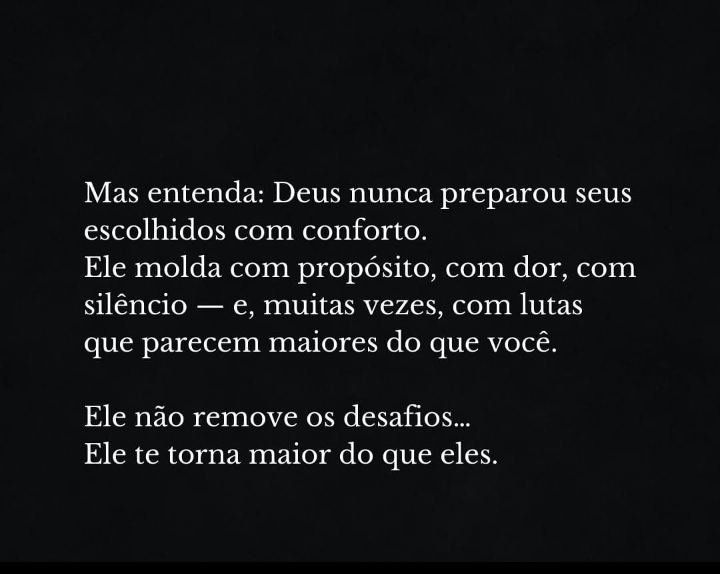 Mas entenda: Deus nunca preparou seus
escolhidos com conforto.
Ele molda com propósito, com dor, com
silêncio — e, muitas vezes, com lutas
que parecem maiores do que você.
Ele não remove os desafios...
Ele te torna maior do que eles.